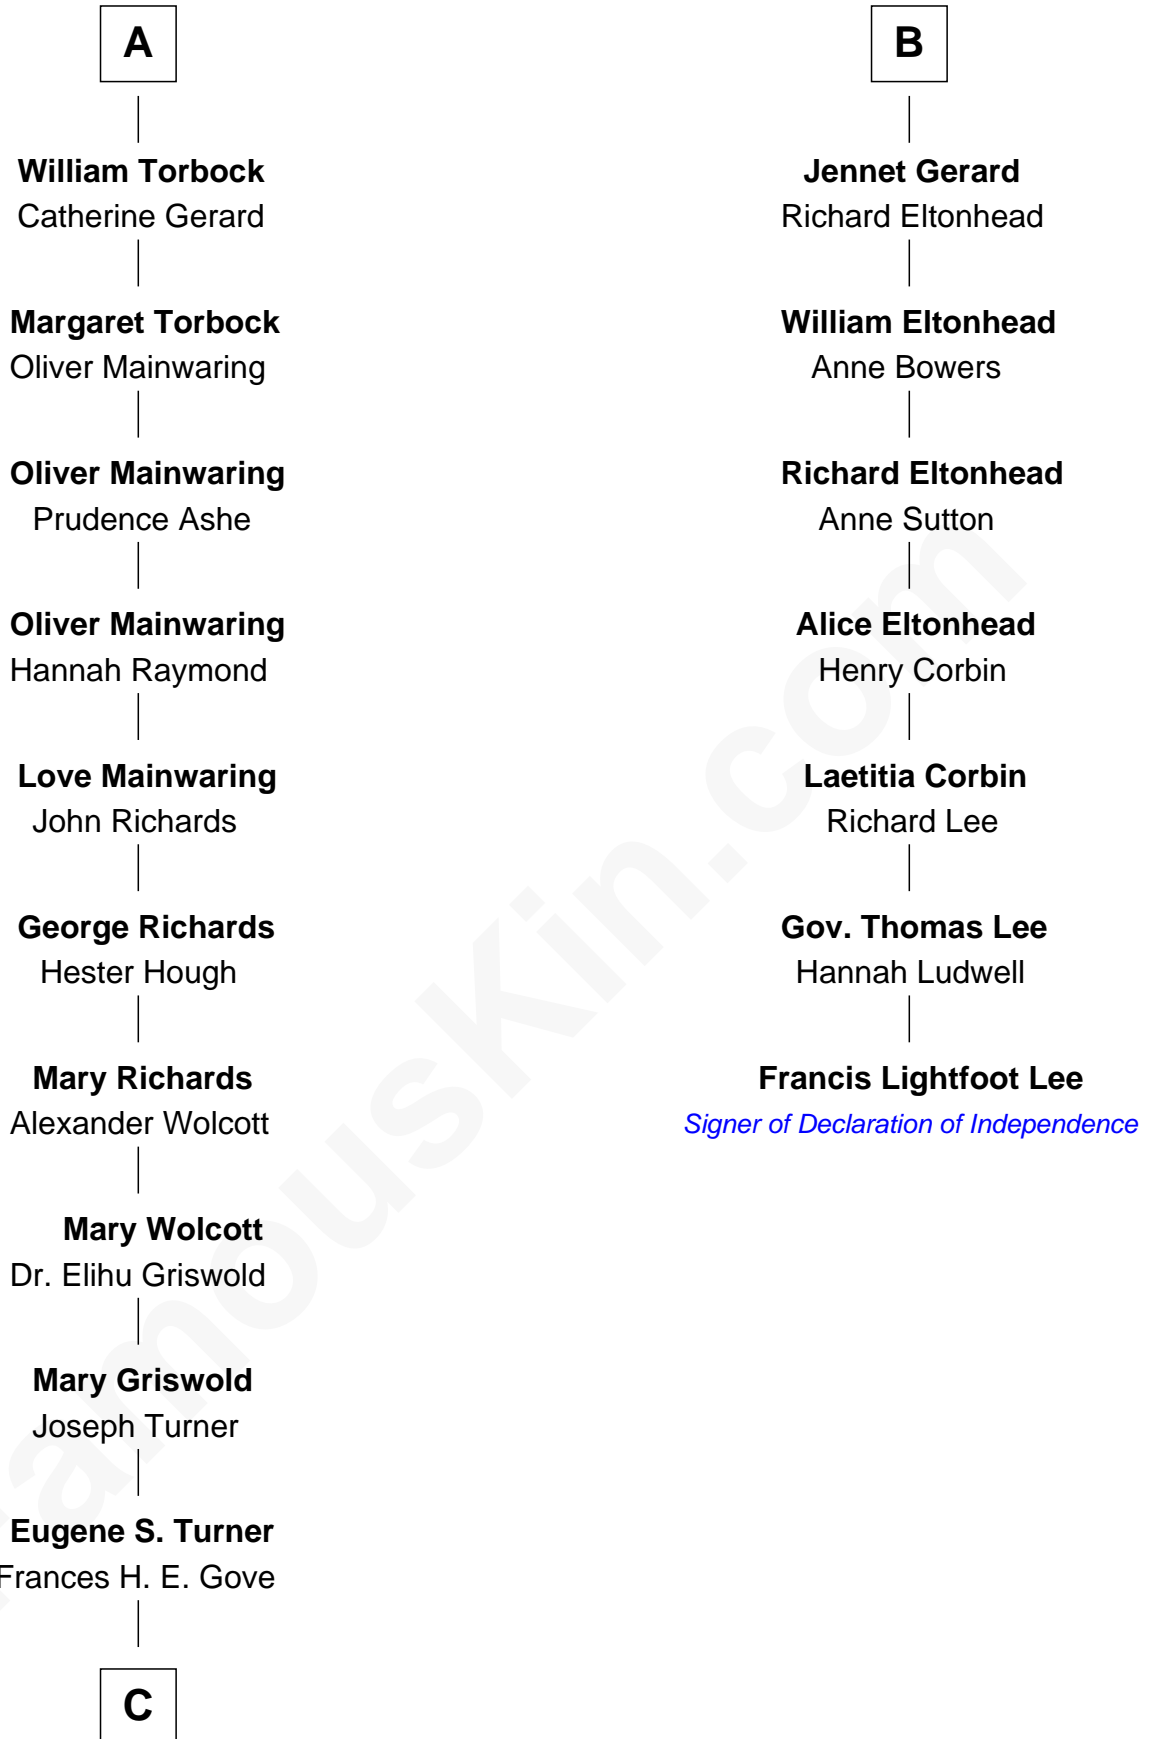 A
William Torbock
Catherine Gerard
Margaret Torbock
Oliver Mainwaring
Oliver Mainwaring
Prudence Ashe
Oliver Mainwaring
Hannah Raymond
Love Mainwaring
John Richards
George Richards
Hester Hough
Mary Richards
Alexander Wolcott
Mary Wolcott
Dr. Elihu Griswold
Mary Griswold
Joseph Turner
Eugene S. Turner
Frances H. E. Gove
C
B
Jennet Gerard
Richard Eltonhead
William Eltonhead
Anne Bowers
Richard Eltonhead
Anne Sutton
Alice Eltonhead
Henry Corbin
Laetitia Corbin
Richard Lee
Gov. Thomas Lee
Hannah Ludwell
Francis Lightfoot Lee
Signer of Declaration of Independence
FamousKin.com